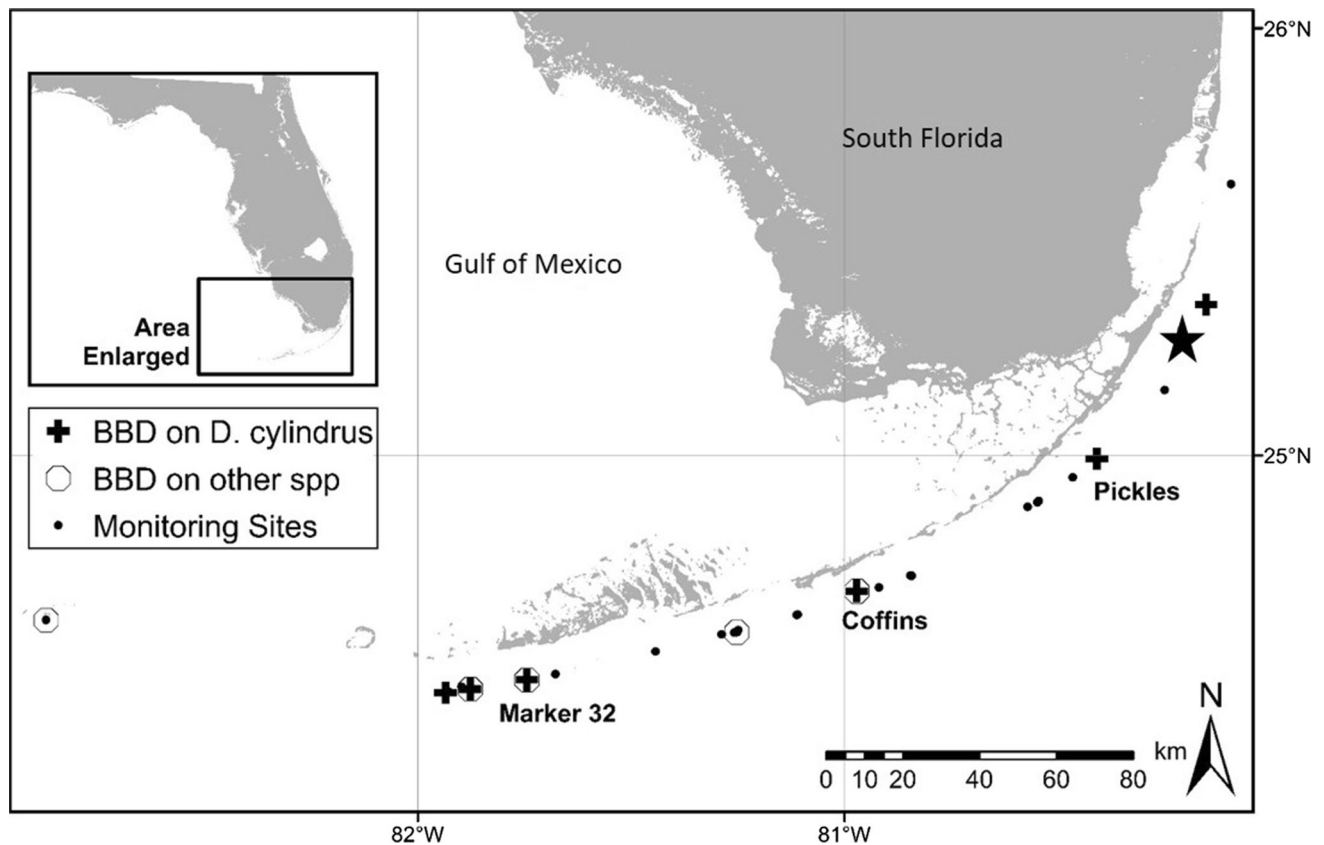 26°N
South Florida
Gulf of Mexico
Area
Enlarged
BBD on D. cylindrus
BBD on other spp
Monitoring Sites
25°N
Pickles
Coffins
Marker 32
N
km
0 10 20 40 60 80
82°W
81°W